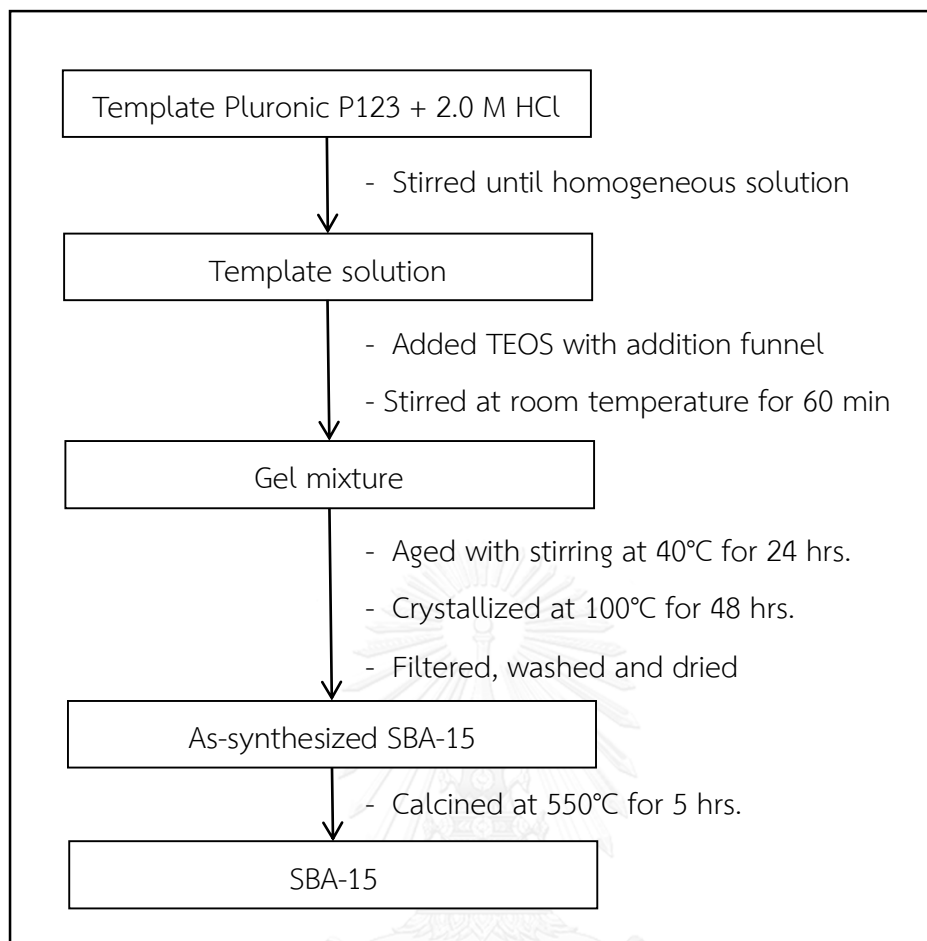 Template Pluronic P123 + 2.0 M HCl
- Stirred until homogeneous solution
Template solution
- Added TEOS with addition funnel
- Stirred at room temperature for 60 min
Gel mixture
- Aged with stirring at 40°C for 24 hrs.
- Crystallized at 100°C for 48 hrs.
- Filtered, washed and dried
As-synthesized SBA-15
- Calcined at 550°C for 5 hrs.
SBA-15